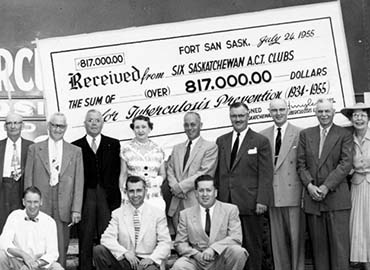 $817,000.00
FORT SAN SASK. July 24, 1955
Received from SIX SASKATCHEWAN A.C.T. CLUBS
THE SUM OF (OVER) 817,000.00 DOLLARS
for Tuberculosis Prevention (1934-1955)
SASKATCHEWAN